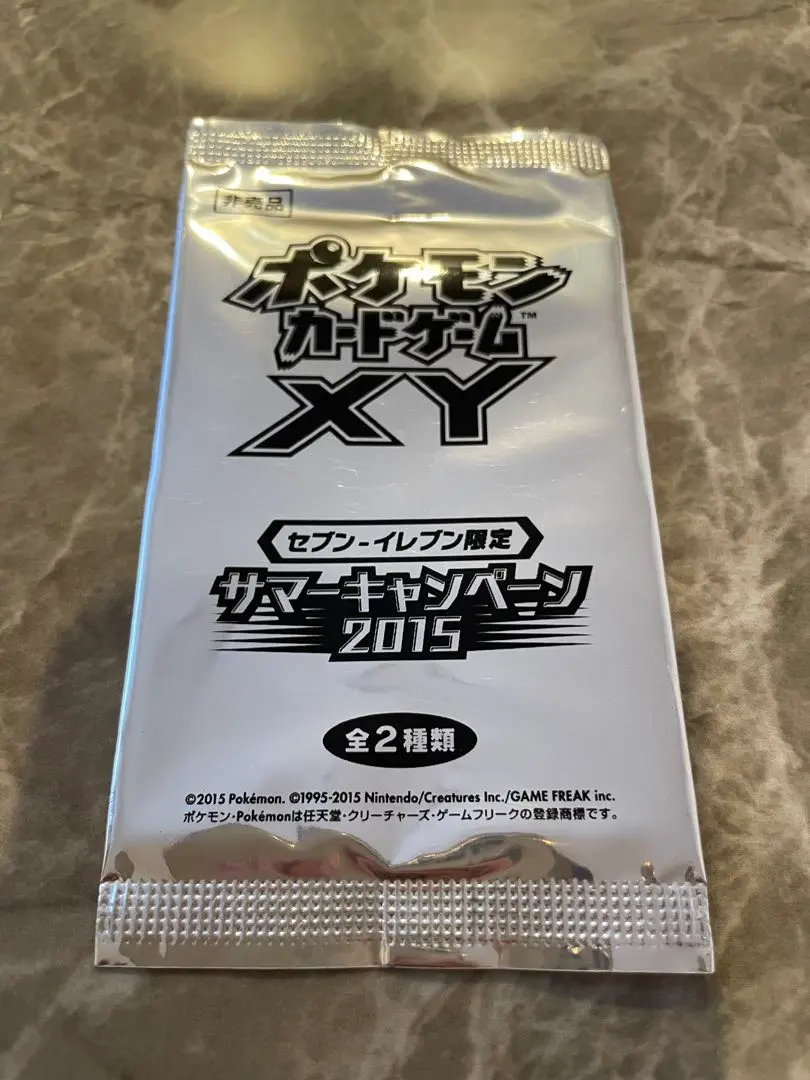 非売品
ポケモン
カードゲーム™
XY
セブン-イレブン限定
サマーキャンペーン
2015
全2種類
©2015 Pokémon. ©1995-2015 Nintendo/Creatures Inc./GAME FREAK inc.
ポケモン・Pokémonは任天堂・クリーチャーズ・ゲームフリークの登録商標です。